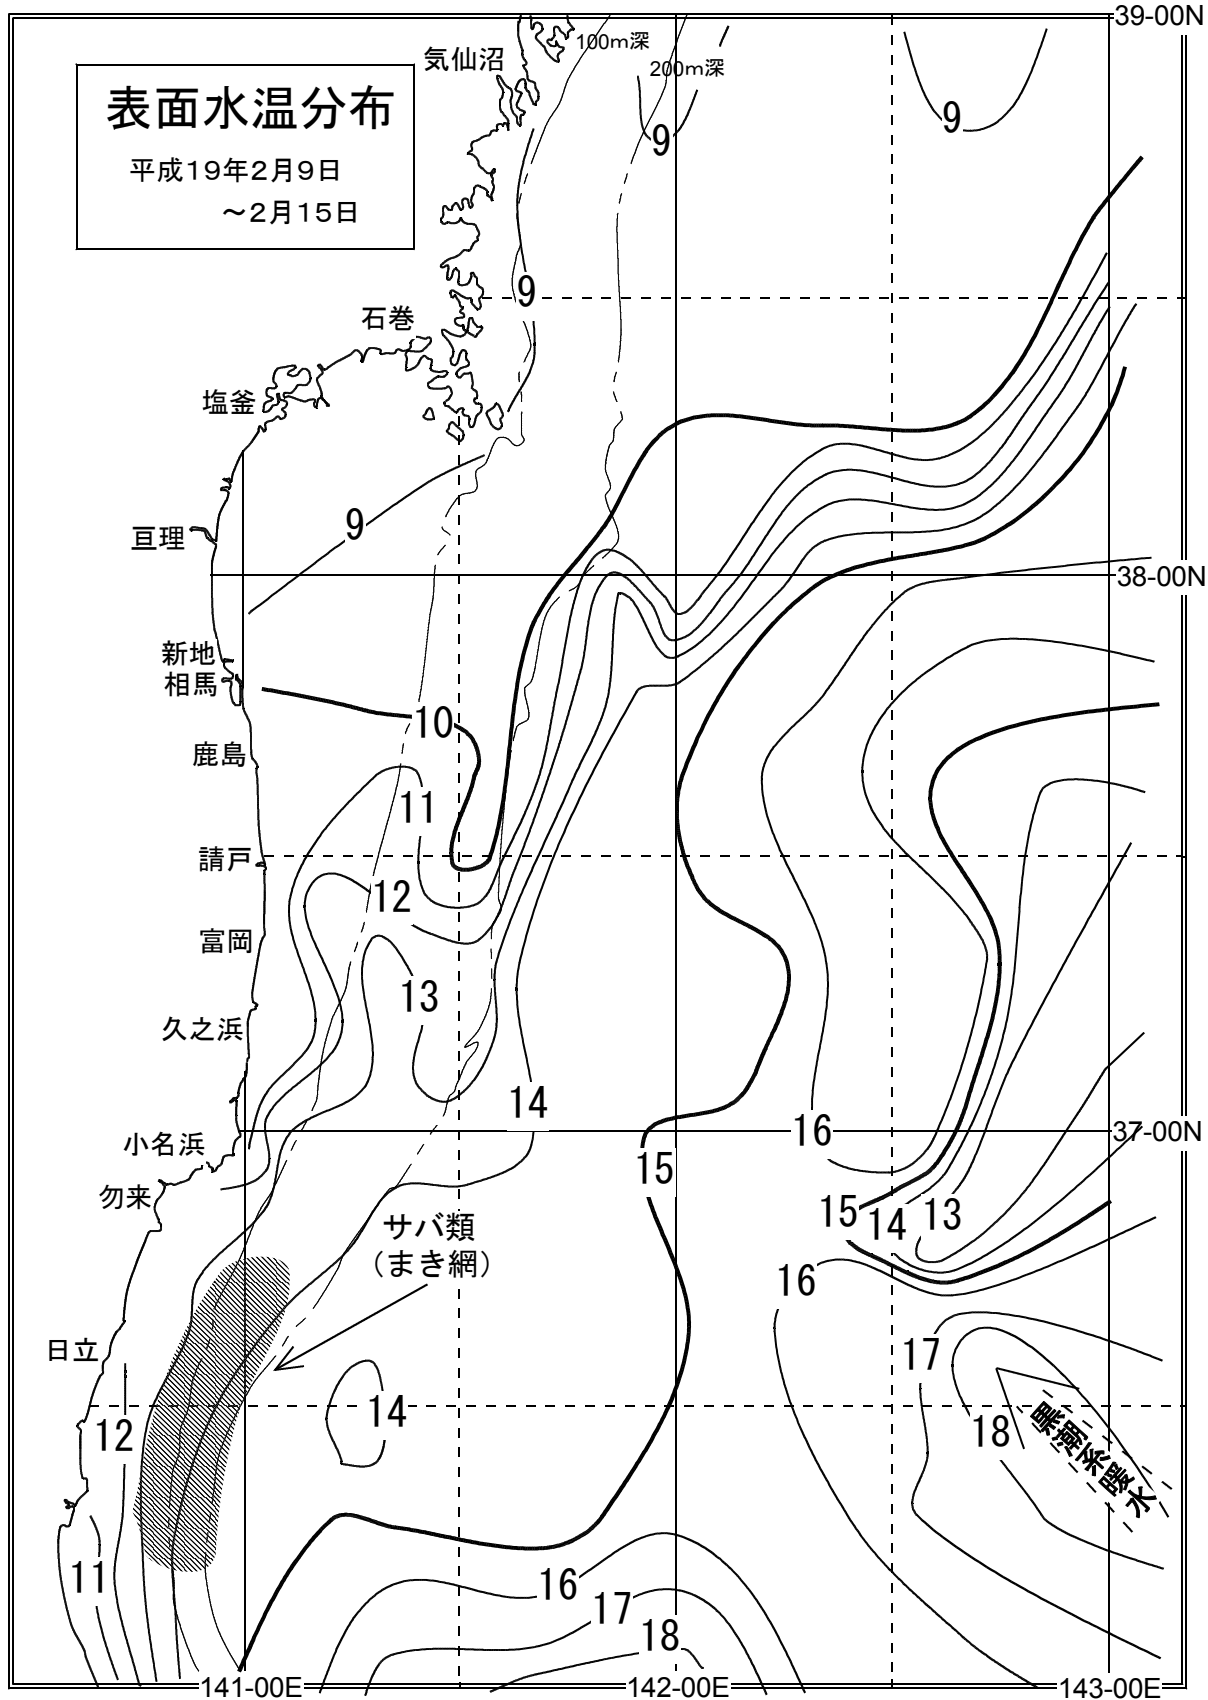 39-00N
100m深
気仙沼
200m深
表面水温分布
平成19年2月9日
～2月15日
9
9
9
石巻
塩釜
9
亘理
38-00N
新地
相馬
10
鹿島
11
請戸
12
富岡
13
久之浜
14
16
37-00N
小名浜
15
勿来
15
14
13
サバ類
(まき網)
16
日立
17
14
12
18
黒潮系暖水
11
16
17
18
141-00E
142-00E
143-00E